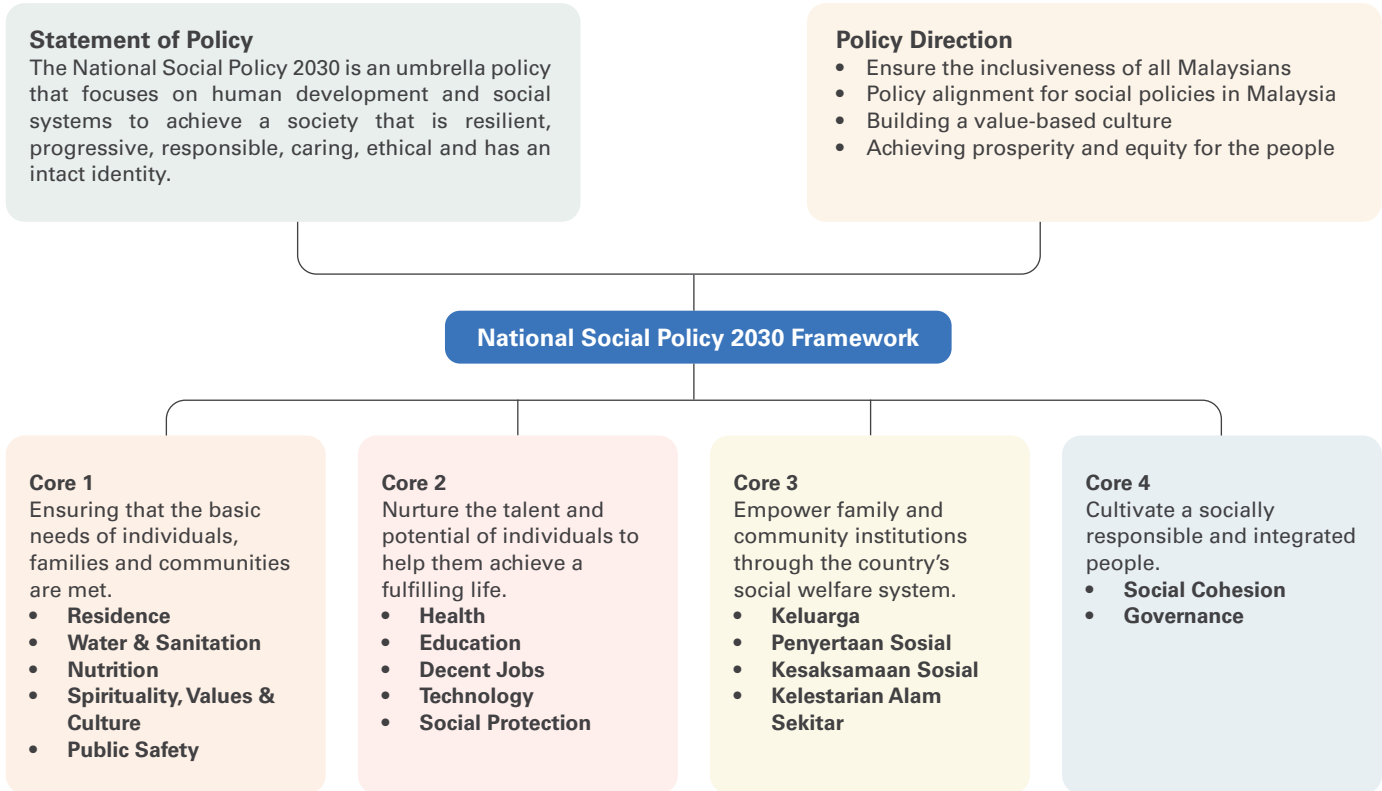 Statement of Policy
The National Social Policy 2030 is an umbrella policy
that focuses on human development and social
systems to achieve a society that is resilient,
progressive, responsible, caring, ethical and has an
intact identity.
Policy Direction
• Ensure the inclusiveness of all Malaysians
• Policy alignment for social policies in Malaysia
• Building a value-based culture
• Achieving prosperity and equity for the people
National Social Policy 2030 Framework
Core 1
Ensuring that the basic
needs of individuals,
families and communities
are met.
• Residence
• Water & Sanitation
• Nutrition
• Spirituality, Values &
Culture
• Public Safety
Core 2
Nurture the talent and
potential of individuals to
help them achieve a
fulfilling life.
• Health
• Education
• Decent Jobs
• Technology
• Social Protection
Core 3
Empower family and
community institutions
through the country's
social welfare system.
• Keluarga
• Penyertaan Sosial
• Kesaksamaan Sosial
• Kelestarian Alam
Sekitar
Core 4
Cultivate a socially
responsible and integrated
people.
• Social Cohesion
• Governance